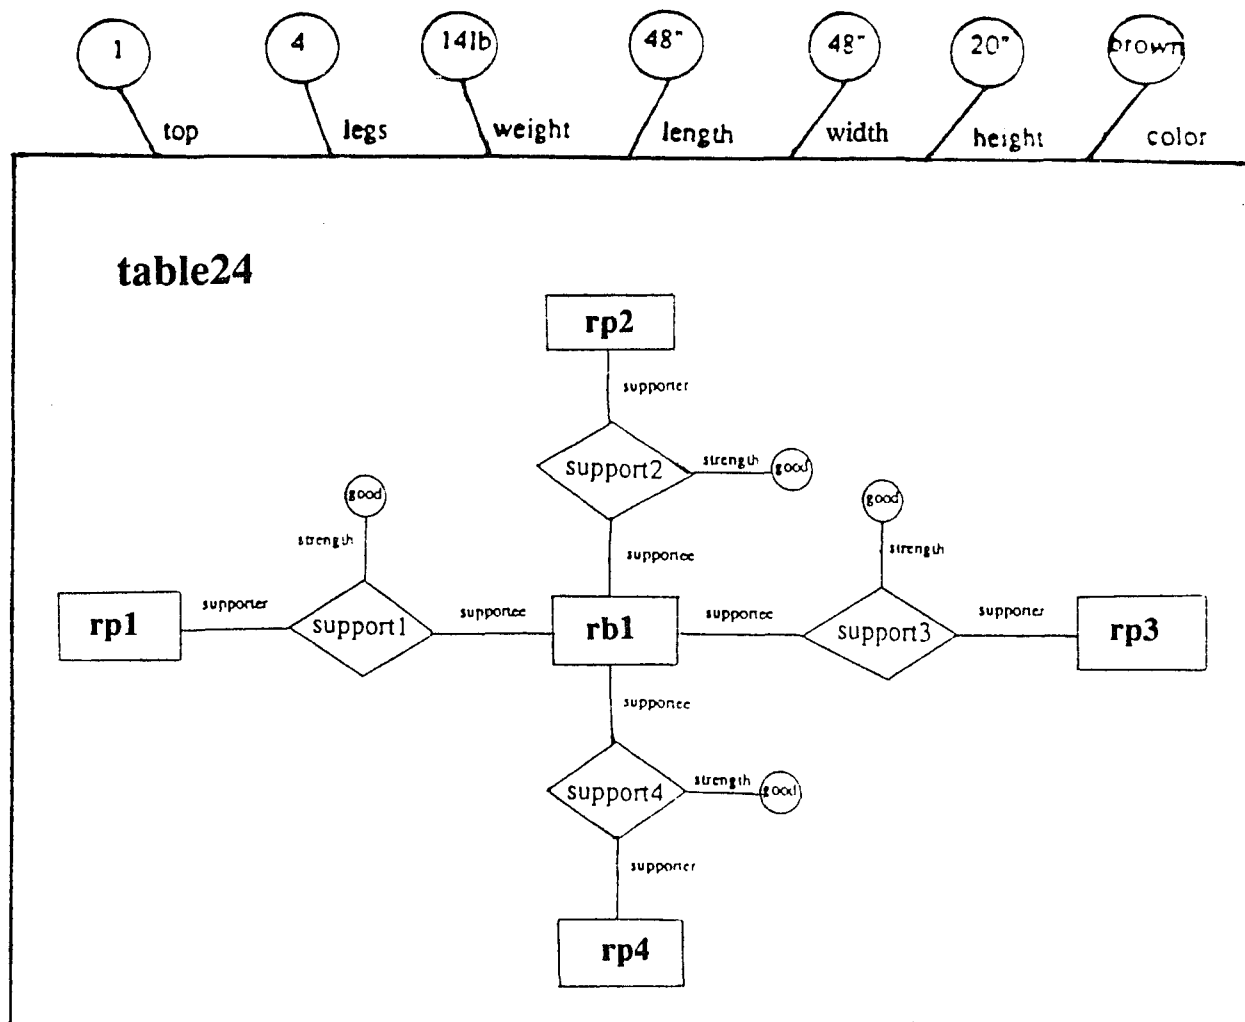 1 4 141b 48" 48" 20" brown
top legs weight length width height color
table24
rp2
supporter
support2 strength good
good good
strength strength
supportee
rp1 supporter support1 supportee rb1 supportee support3 supporter rp3
supportee
support4 strength good
supporter
rp4